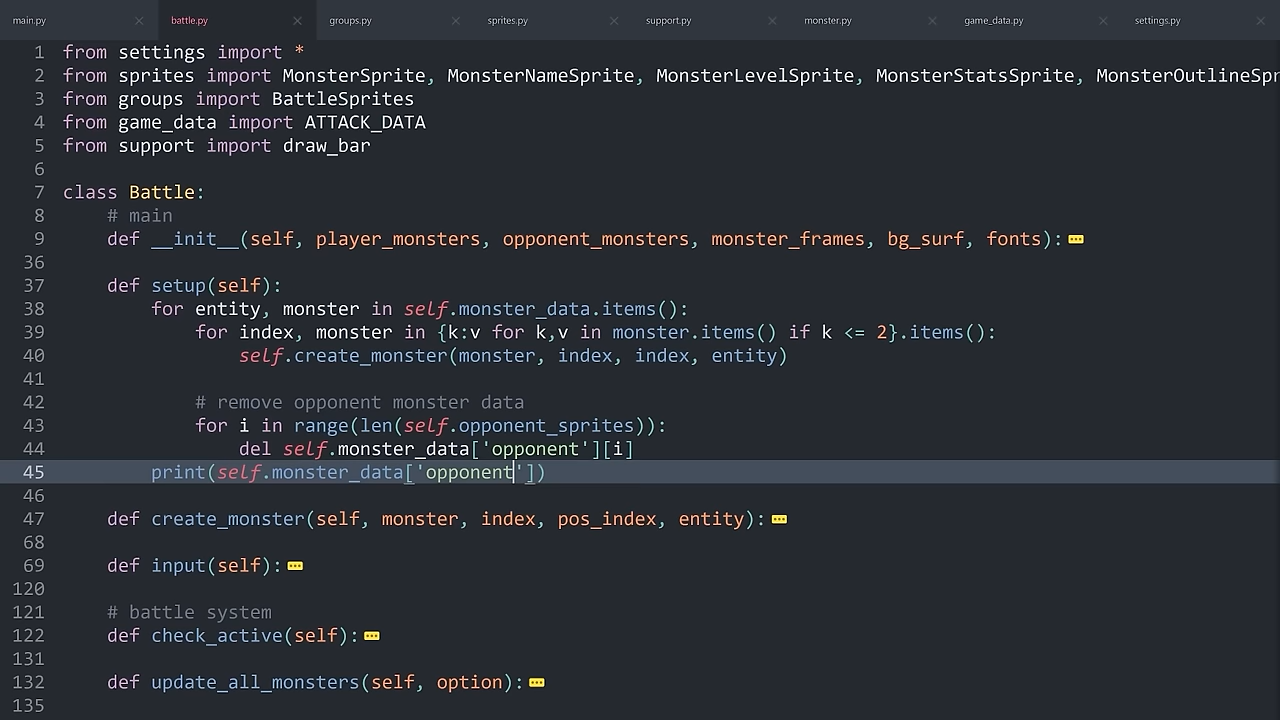 main.py battle.py groups.py sprites.py support.py monster.py game_data.py settings.py
1 from settings import *
2 from sprites import MonsterSprite, MonsterNameSprite, MonsterLevelSprite, MonsterStatsSprite, MonsterOutlineSpr
3 from groups import BattleSprites
4 from game_data import ATTACK_DATA
5 from support import draw_bar
6
7 class Battle:
8     # main
9     def __init__(self, player_monsters, opponent_monsters, monster_frames, bg_surf, fonts):
36
37     def setup(self):
38         for entity, monster in self.monster_data.items():
39             for index, monster in {k:v for k,v in monster.items() if k <= 2}.items():
40                 self.create_monster(monster, index, index, entity)
41
42             # remove opponent monster data
43             for i in range(len(self.opponent_sprites)):
44                 del self.monster_data['opponent'][i]
45         print(self.monster_data['opponent'])
46
47     def create_monster(self, monster, index, pos_index, entity):
68
69     def input(self):
120
121     # battle system
122     def check_active(self):
131
132     def update_all_monsters(self, option):
135